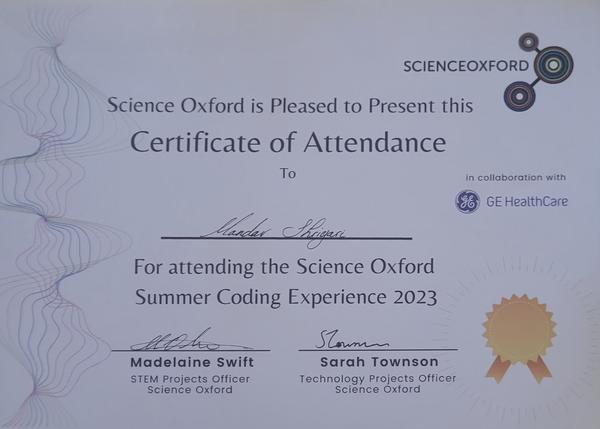 SCIENCEOXFORD
Science Oxford is Pleased to Present this
Certificate of Attendance
To
in collaboration with
GE HealthCare
Mandar
For attending the Science Oxford
Summer Coding Experience 2023
STownson
Madelaine Swift
Sarah Townson
STEM Projects Officer
Science Oxford
Technology Projects Officer
Science Oxford